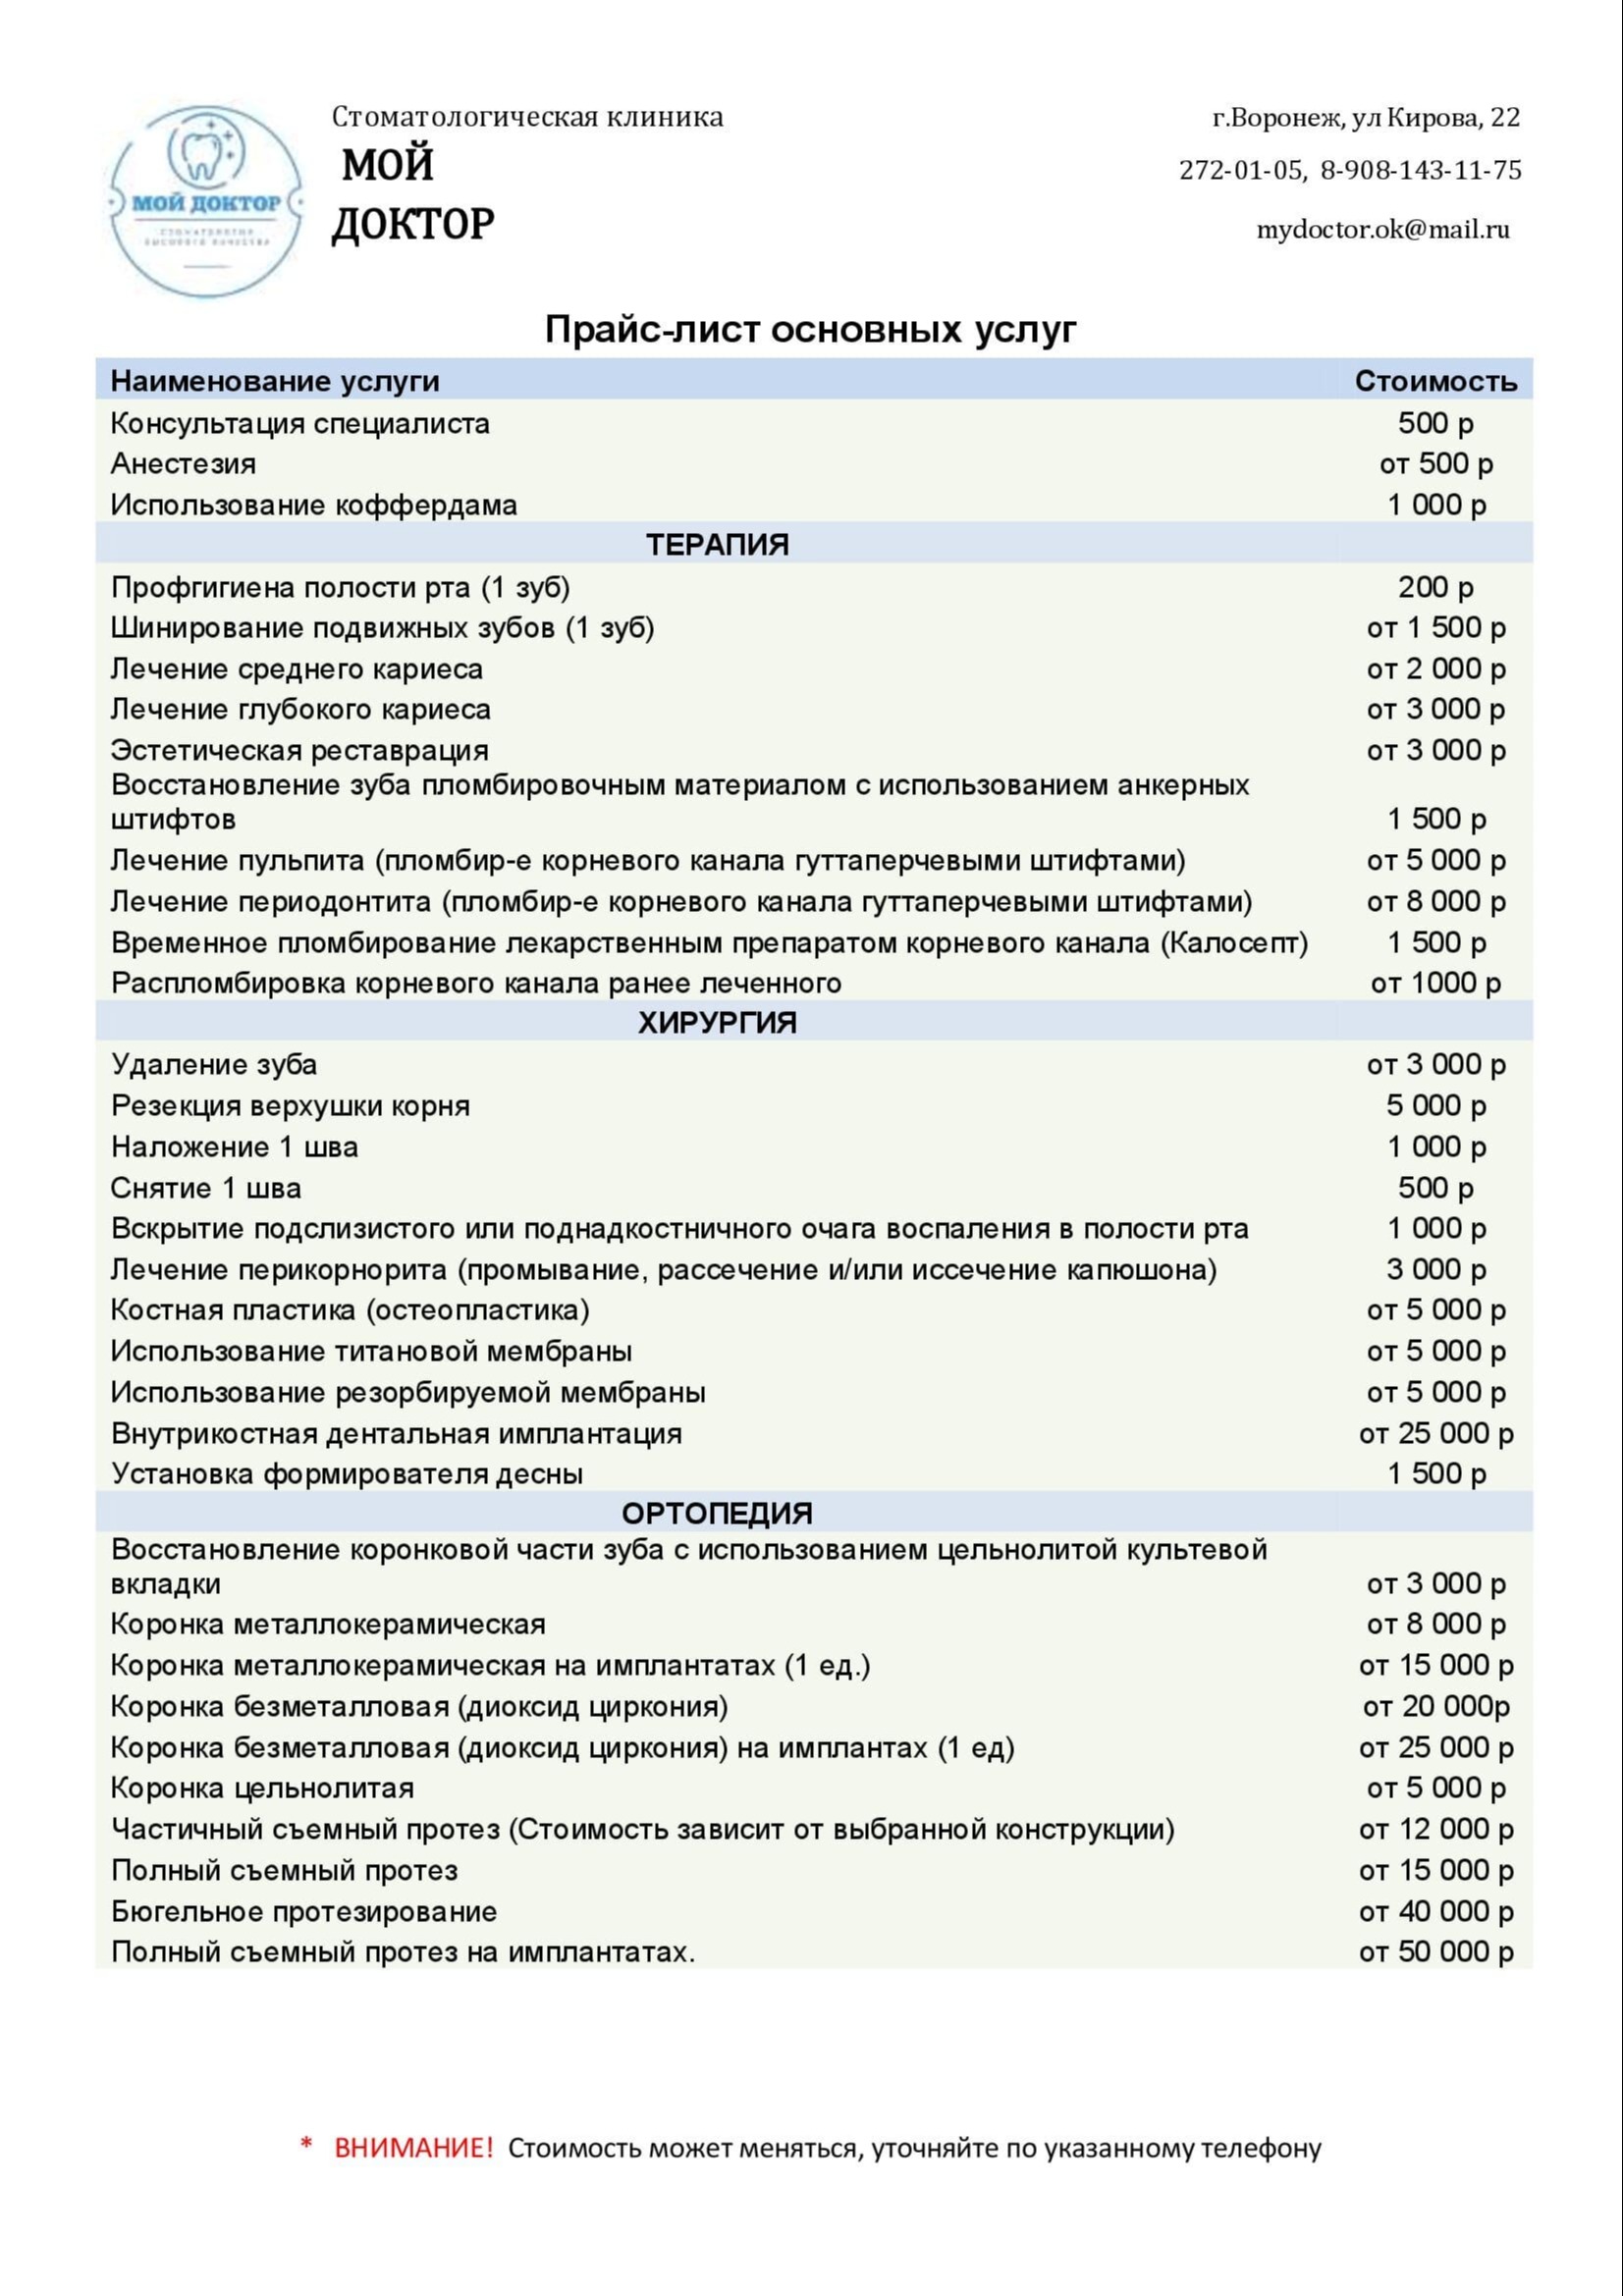 Стоматологическая клиника
МОЙ
ДОКТОР
г.Воронеж, ул Кирова, 22
272-01-05, 8-908-143-11-75
mydoctor.ok@mail.ru
МОЙ ДОКТОР
СТОМАТОЛОГИЯ
ВЫСОКОГО КАЧЕСТВА
Прайс-лист основных услуг
Наименование услуги Стоимость
Консультация специалиста 500 р
Анестезия от 500 р
Использование коффердама 1 000 р
ТЕРАПИЯ
Профгигиена полости рта (1 зуб) 200 р
Шинирование подвижных зубов (1 зуб) от 1 500 р
Лечение среднего кариеса от 2 000 р
Лечение глубокого кариеса от 3 000 р
Эстетическая реставрация от 3 000 р
Восстановление зуба пломбировочным материалом с использованием анкерных
штифтов 1 500 р
Лечение пульпита (пломбир-е корневого канала гуттаперчевыми штифтами) от 5 000 р
Лечение периодонтита (пломбир-е корневого канала гуттаперчевыми штифтами) от 8 000 р
Временное пломбирование лекарственным препаратом корневого канала (Калосепт) 1 500 р
Распломбировка корневого канала ранее леченного от 1000 р
ХИРУРГИЯ
Удаление зуба от 3 000 р
Резекция верхушки корня 5 000 р
Наложение 1 шва 1 000 р
Снятие 1 шва 500 р
Вскрытие подслизистого или поднадкостничного очага воспаления в полости рта 1 000 р
Лечение перикорнорита (промывание, рассечение и/или иссечение капюшона) 3 000 р
Костная пластика (остеопластика) от 5 000 р
Использование титановой мембраны от 5 000 р
Использование резорбируемой мембраны от 5 000 р
Внутрикостная дентальная имплантация от 25 000 р
Установка формирователя десны 1 500 р
ОРТОПЕДИЯ
Восстановление коронковой части зуба с использованием цельнолитой культевой
вкладки от 3 000 р
Коронка металлокерамическая от 8 000 р
Коронка металлокерамическая на имплантатах (1 ед.) от 15 000 р
Коронка безметалловая (диоксид циркония) от 20 000р
Коронка безметалловая (диоксид циркония) на имплантах (1 ед) от 25 000 р
Коронка цельнолитая от 5 000 р
Частичный съемный протез (Стоимость зависит от выбранной конструкции) от 12 000 р
Полный съемный протез от 15 000 р
Бюгельное протезирование от 40 000 р
Полный съемный протез на имплантатах. от 50 000 р
* ВНИМАНИЕ! Стоимость может меняться, уточняйте по указанному телефону